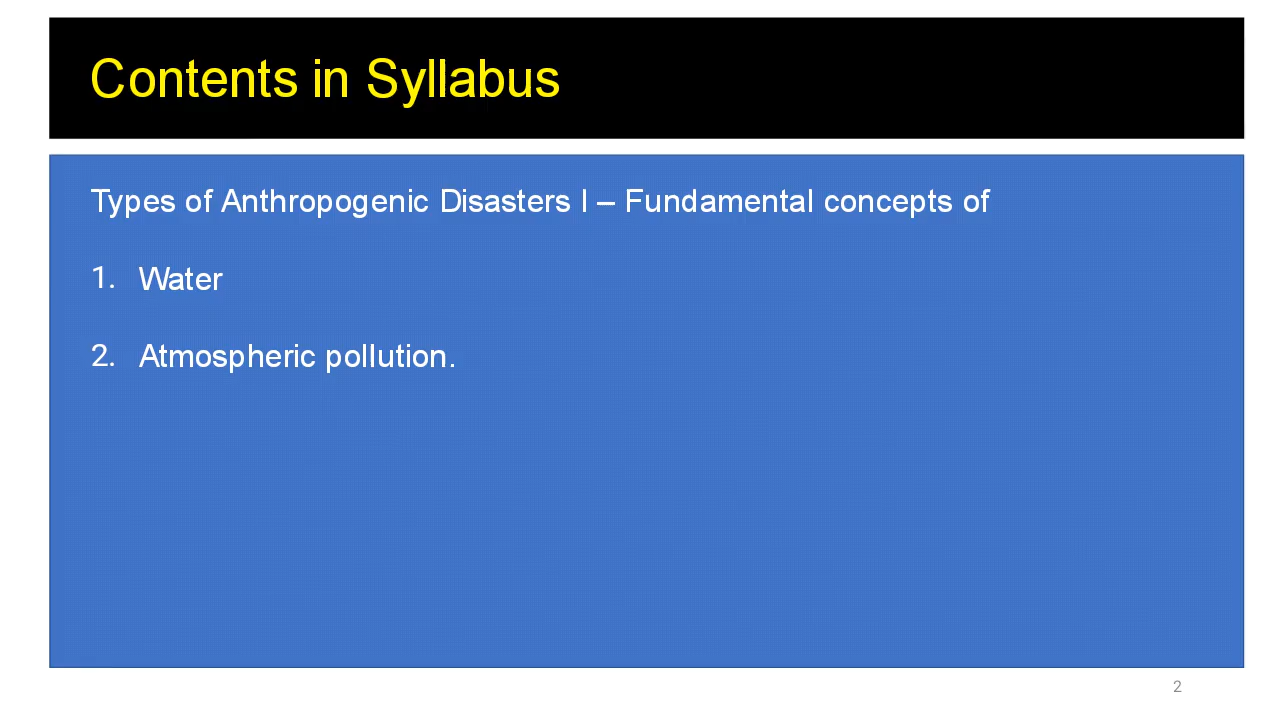 Contents in Syllabus
Types of Anthropogenic Disasters I – Fundamental concepts of
1. Water
2. Atmospheric pollution.
2